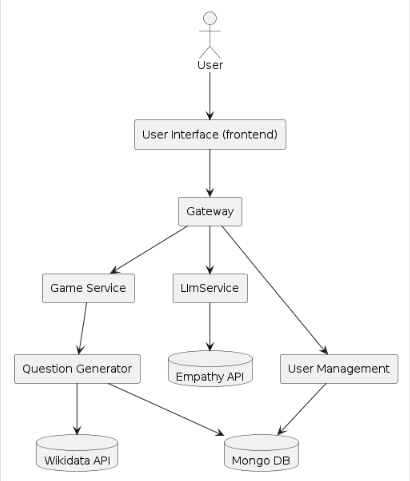 User
User Interface (frontend)
Gateway
Game Service
LlmService
Question Generator
Empathy API
User Management
Wikidata API
Mongo DB